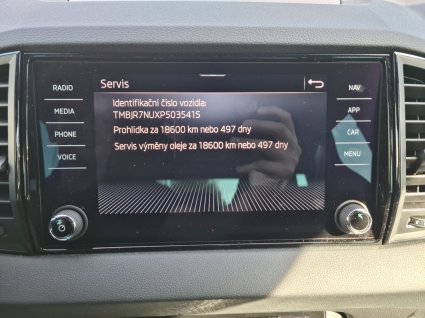 Servis
RADIO
NAV
Identifikační číslo vozidla:
TMBJR7NUXP5035415
MEDIA
APP
Prohlídka za 18600 km nebo 497 dny
PHONE
CAR
Servis výměny oleje za 18600 km nebo 497 dny
VOICE
MENU